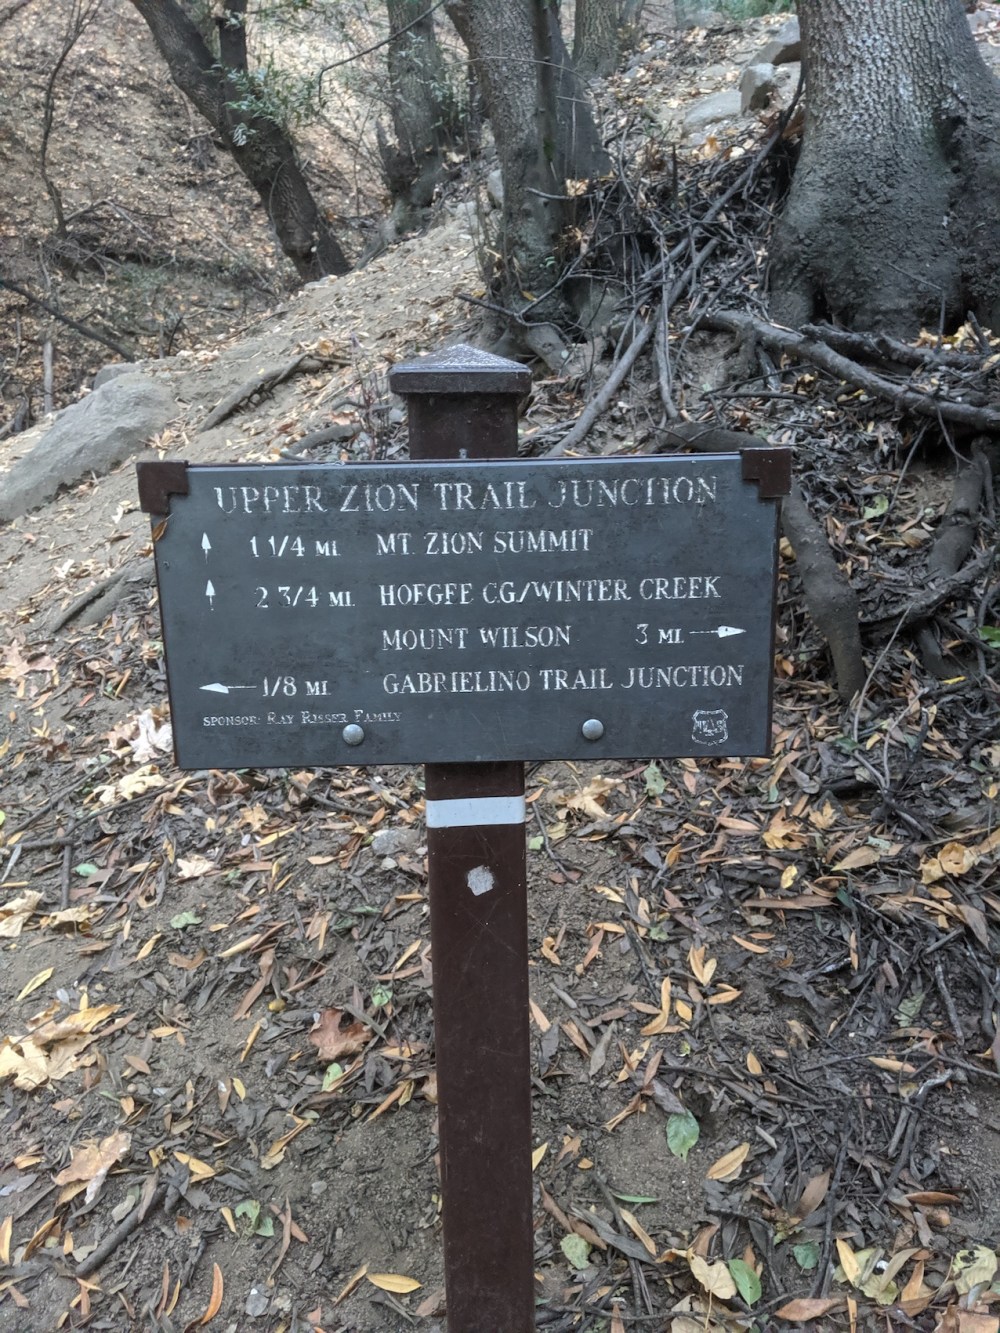 UPPER ZION TRAIL JUNCTION
1 1/4 MI. MT. ZION SUMMIT
2 3/4 MI. HOEGEE CG/WINTER CREEK
MOUNT WILSON 3 MI.
1/8 MI. GABRIELINO TRAIL JUNCTION
SPONSOR: RAY RISSER FAMILY